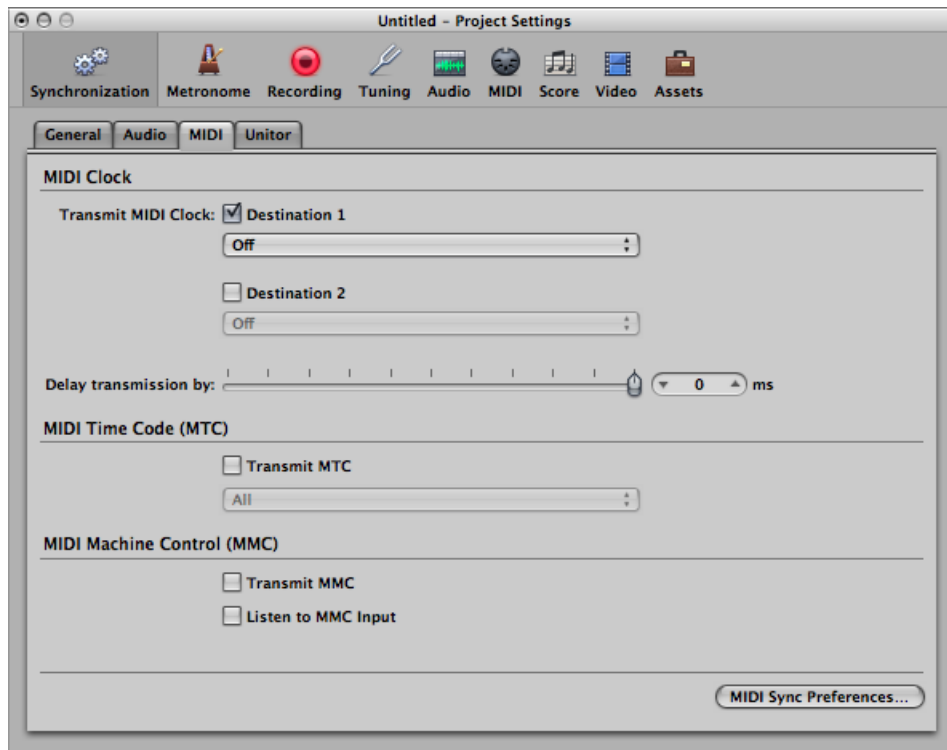 Untitled – Project Settings
Synchronization Metronome Recording Tuning Audio MIDI Score Video Assets
General Audio MIDI Unitor
MIDI Clock
Transmit MIDI Clock: Destination 1
Off
Destination 2
Off
Delay transmission by: 0 ms
MIDI Time Code (MTC)
Transmit MTC
All
MIDI Machine Control (MMC)
Transmit MMC
Listen to MMC Input
MIDI Sync Preferences...